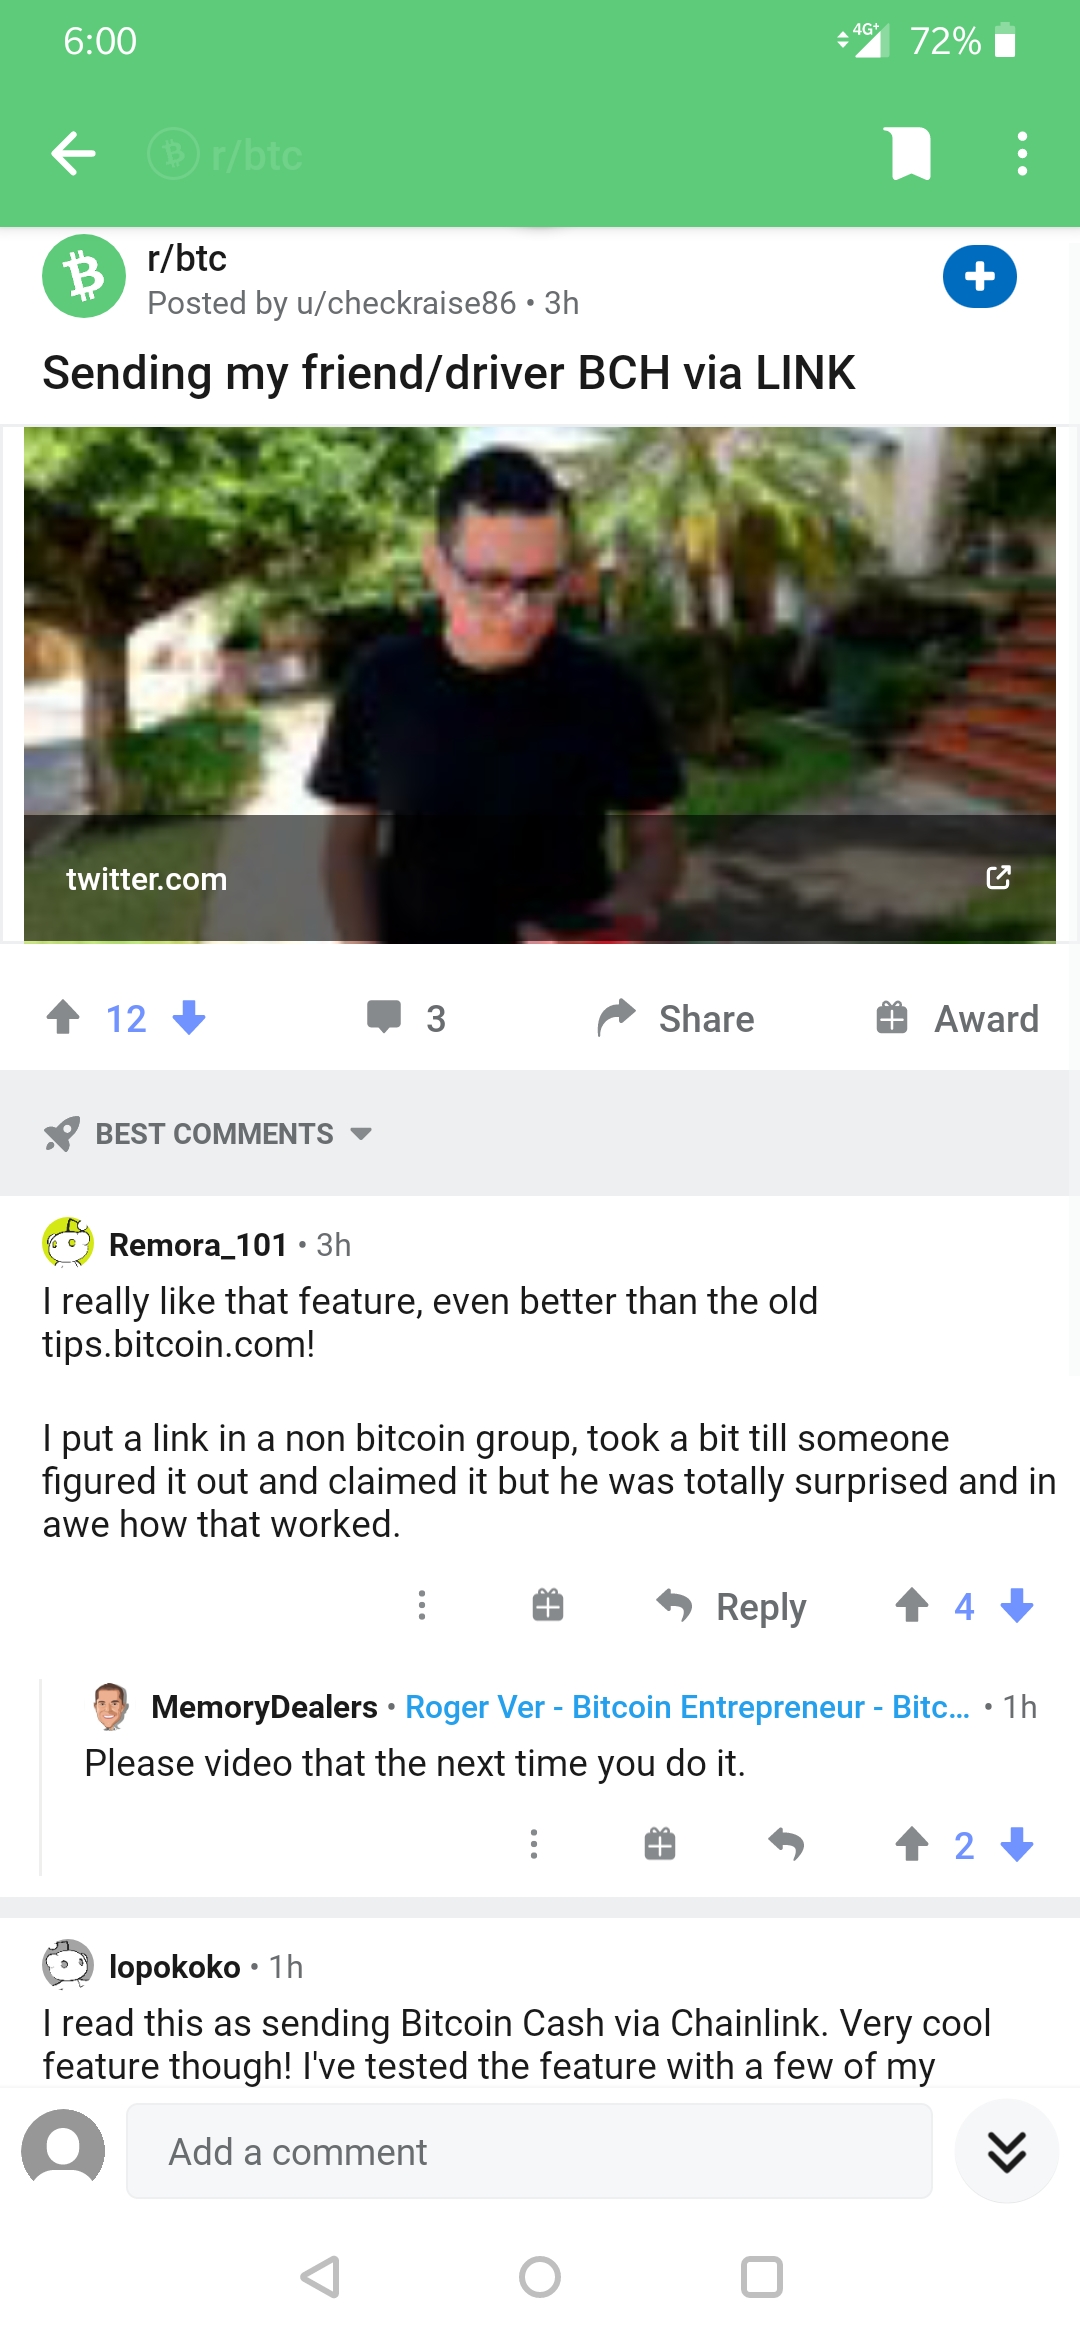 6:00
4G+ 72%
r/btc
r/btc
Posted by u/checkraise86 • 3h
Sending my friend/driver BCH via LINK
twitter.com
12 3 Share Award
BEST COMMENTS
Remora_101 • 3h
I really like that feature, even better than the old
tips.bitcoin.com!
I put a link in a non bitcoin group, took a bit till someone
figured it out and claimed it but he was totally surprised and in
awe how that worked.
Reply 4
MemoryDealers • Roger Ver - Bitcoin Entrepreneur - Bitc... • 1h
Please video that the next time you do it.
2
lopokoko • 1h
I read this as sending Bitcoin Cash via Chainlink. Very cool
feature though! I've tested the feature with a few of my
Add a comment